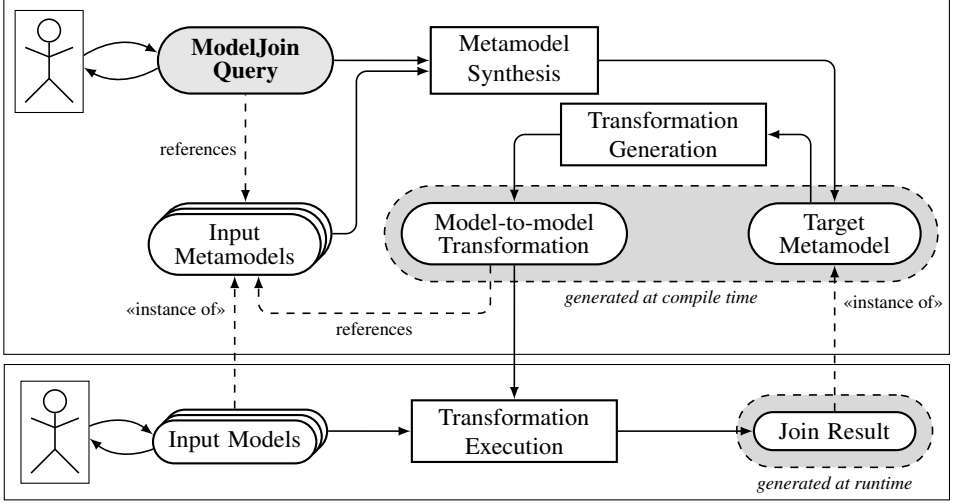 ModelJoin
Query
Metamodel
Synthesis
Transformation
Generation
references
Input
Metamodels
Model-to-model
Transformation
Target
Metamodel
generated at compile time
«instance of»
«instance of»
references
Input Models
Transformation
Execution
Join Result
generated at runtime